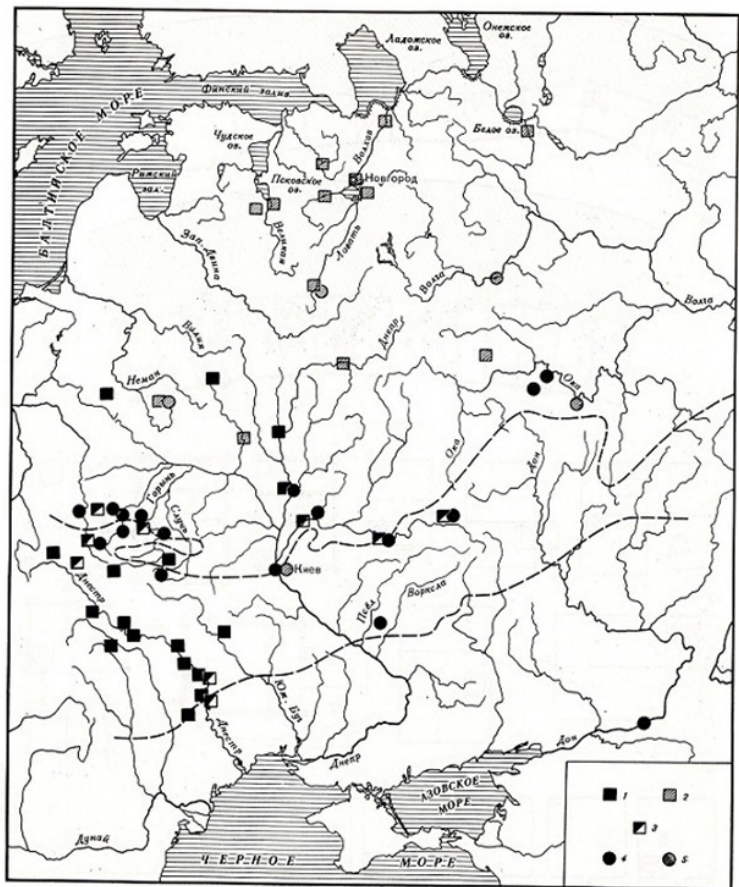 Онежское
оз.
Ладожское
оз.
Финский залив
Белое оз.
БАЛТИЙСКОЕ МОРЕ
Чудское
оз.
Волхов
Рижский
зал.
Псковское
оз.
Новгород
Великая
Ловать
Зап. Двина
Волга
Волга
Днепр
Вилия
Неман
Ока
Ока
Дон
Горынь
Случь
Киев
Днестр
Псел
Ворскла
Юж. Буг
Днестр
Днепр
Дон
АЗОВСКОЕ
МОРЕ
Дунай
ЧЕРНОЕ МОРЕ
1 2
3
4 5